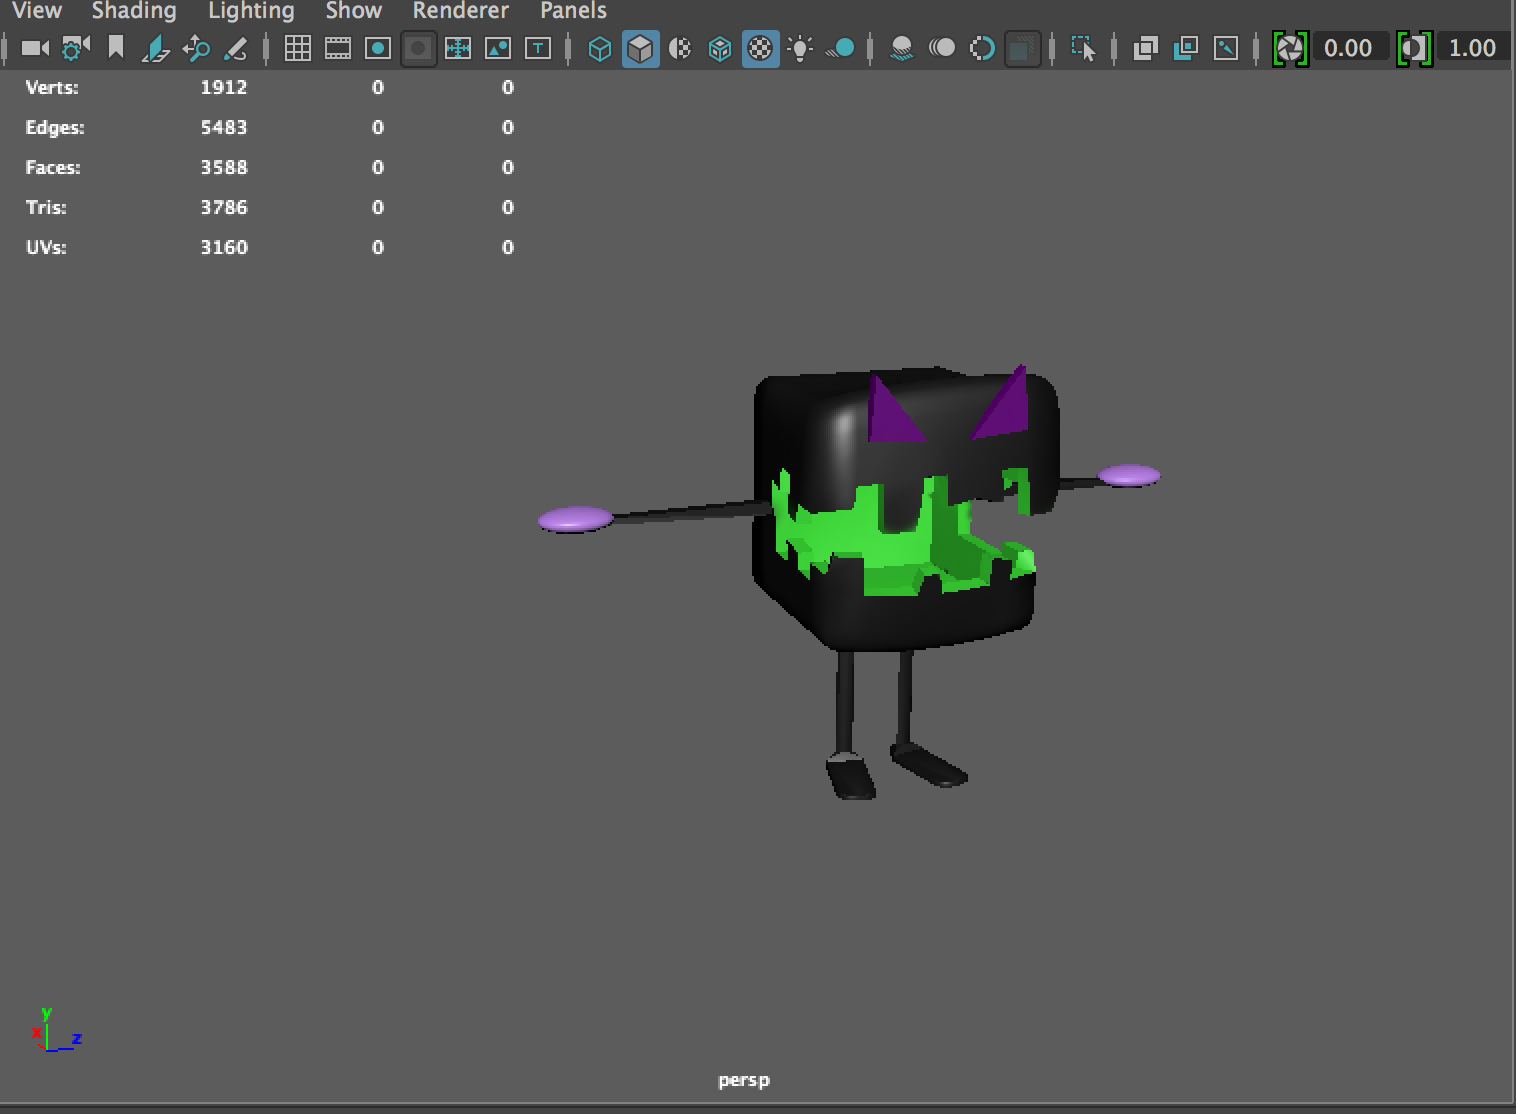 View Shading Lighting Show Renderer Panels
T 0.00 1.00
Verts: 1912 0 0
Edges: 5483 0 0
Faces: 3588 0 0
Tris: 3786 0 0
UVs: 3160 0 0
y
x z
persp